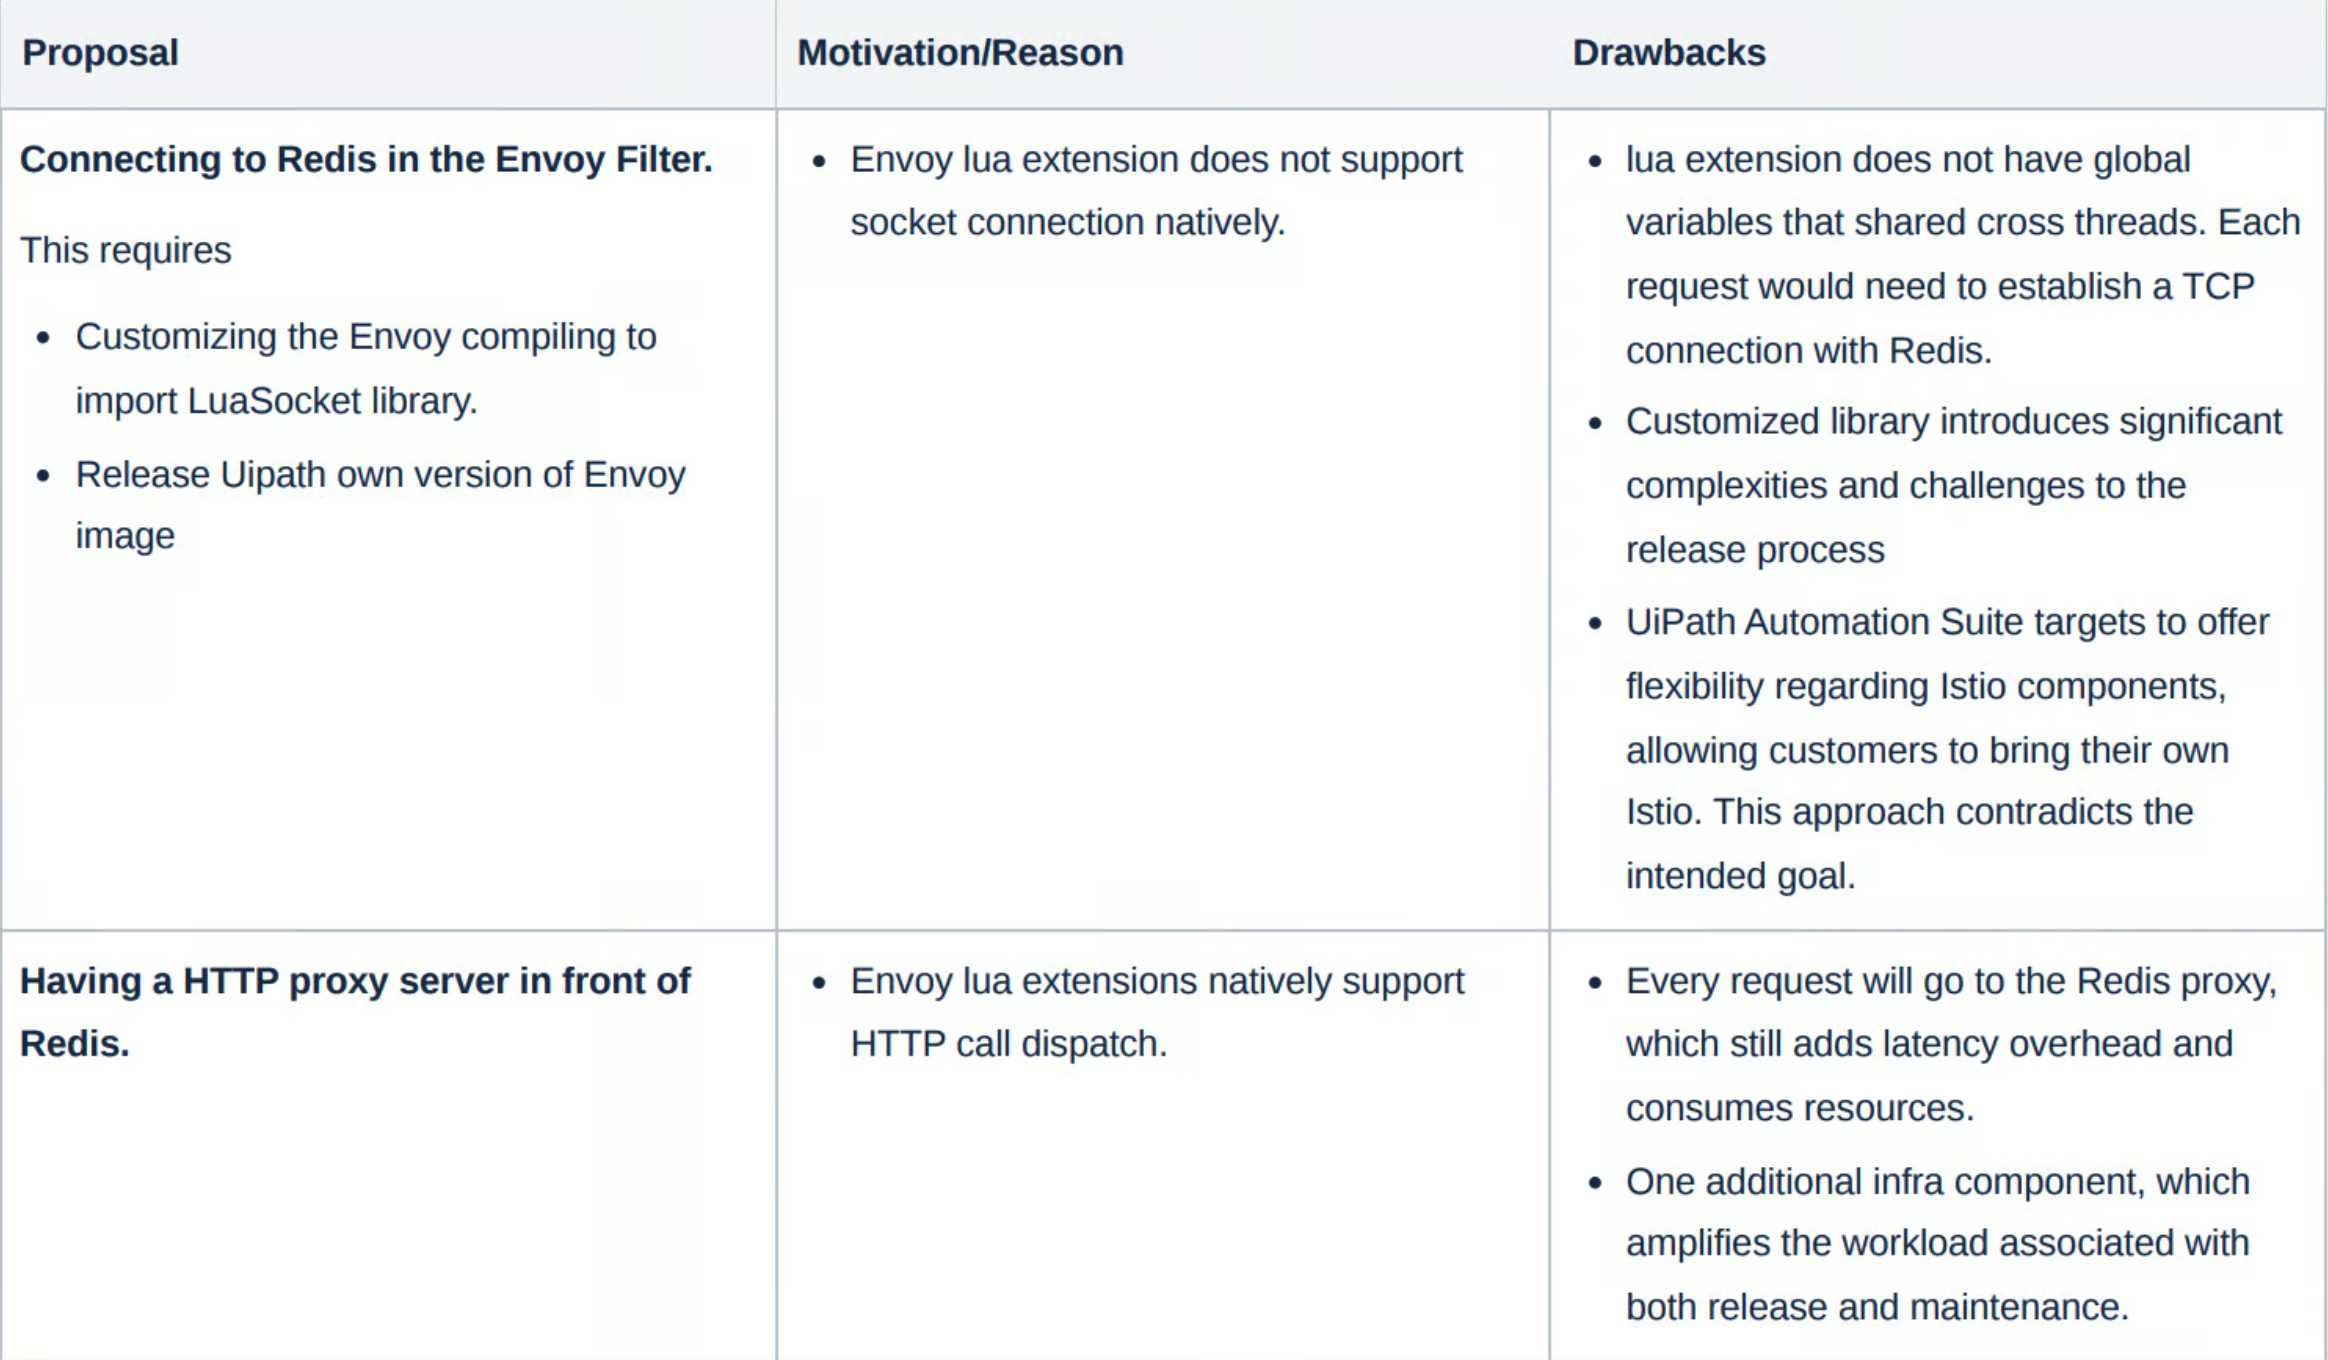 Proposal
Motivation/Reason
Drawbacks
Connecting to Redis in the Envoy Filter.
This requires
• Customizing the Envoy compiling to
import LuaSocket library.
• Release Uipath own version of Envoy
image
• Envoy lua extension does not support
socket connection natively.
• lua extension does not have global
variables that shared cross threads. Each
request would need to establish a TCP
connection with Redis.
• Customized library introduces significant
complexities and challenges to the
release process
• UiPath Automation Suite targets to offer
flexibility regarding Istio components,
allowing customers to bring their own
Istio. This approach contradicts the
intended goal.
Having a HTTP proxy server in front of
Redis.
• Envoy lua extensions natively support
HTTP call dispatch.
• Every request will go to the Redis proxy,
which still adds latency overhead and
consumes resources.
• One additional infra component, which
amplifies the workload associated with
both release and maintenance.